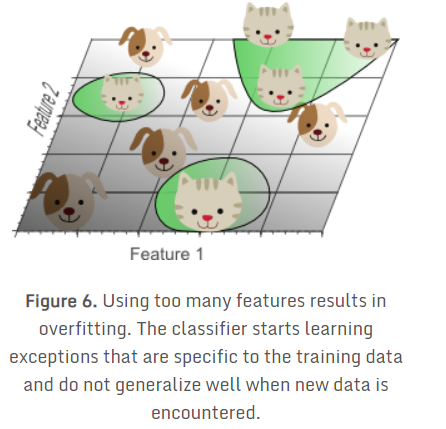 Feature 2
Feature 1
Figure 6. Using too many features results in
overfitting. The classifier starts learning
exceptions that are specific to the training data
and do not generalize well when new data is
encountered.